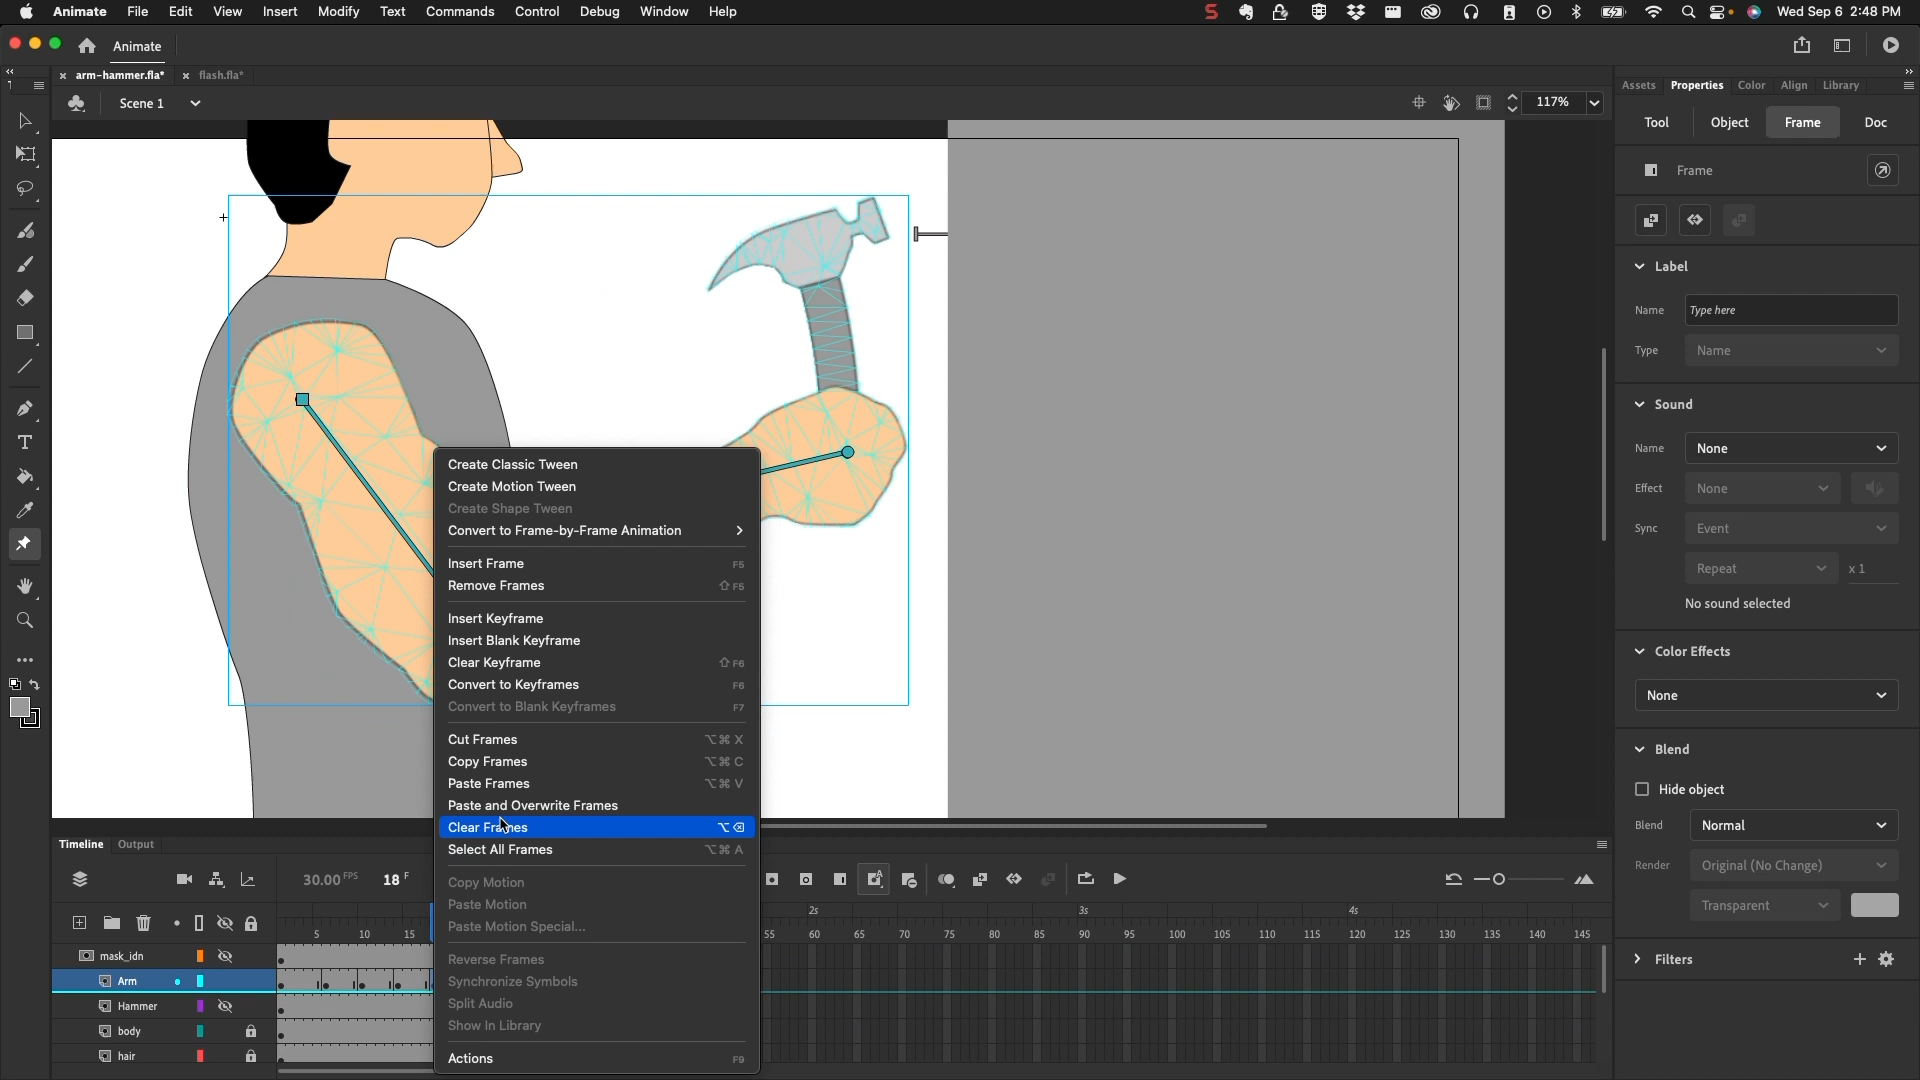 Animate File Edit View Insert Modify Text Commands Control Debug Window Help Wed Sep 6 2:48 PM
Animate
arm-hammer.fla* flash.fla*
Scene 1 117%
Assets Properties Color Align Library
Tool Object Frame Doc
Frame
Label
Name Type here
Type Name
Sound
Name None
Effect None
Sync Event
Repeat x 1
No sound selected
Color Effects
None
Blend
Hide object
Blend Normal
Render Original (No Change)
Transparent
Filters
Create Classic Tween
Create Motion Tween
Create Shape Tween
Convert to Frame-by-Frame Animation
Insert Frame F5
Remove Frames ⇧F5
Insert Keyframe
Insert Blank Keyframe
Clear Keyframe ⇧F6
Convert to Keyframes F6
Convert to Blank Keyframes F7
Cut Frames ⌥⌘X
Copy Frames ⌥⌘C
Paste Frames ⌥⌘V
Paste and Overwrite Frames
Clear Frames ⌥⌫
Select All Frames ⌥⌘A
Copy Motion
Paste Motion
Paste Motion Special...
Reverse Frames
Synchronize Symbols
Split Audio
Show In Library
Actions F9
Timeline Output
30.00 FPS 18 F
2s 3s 4s
5 10 15 55 60 65 70 75 80 85 90 95 100 105 110 115 120 125 130 135 140 145
mask_idn
Arm
Hammer
body
hair